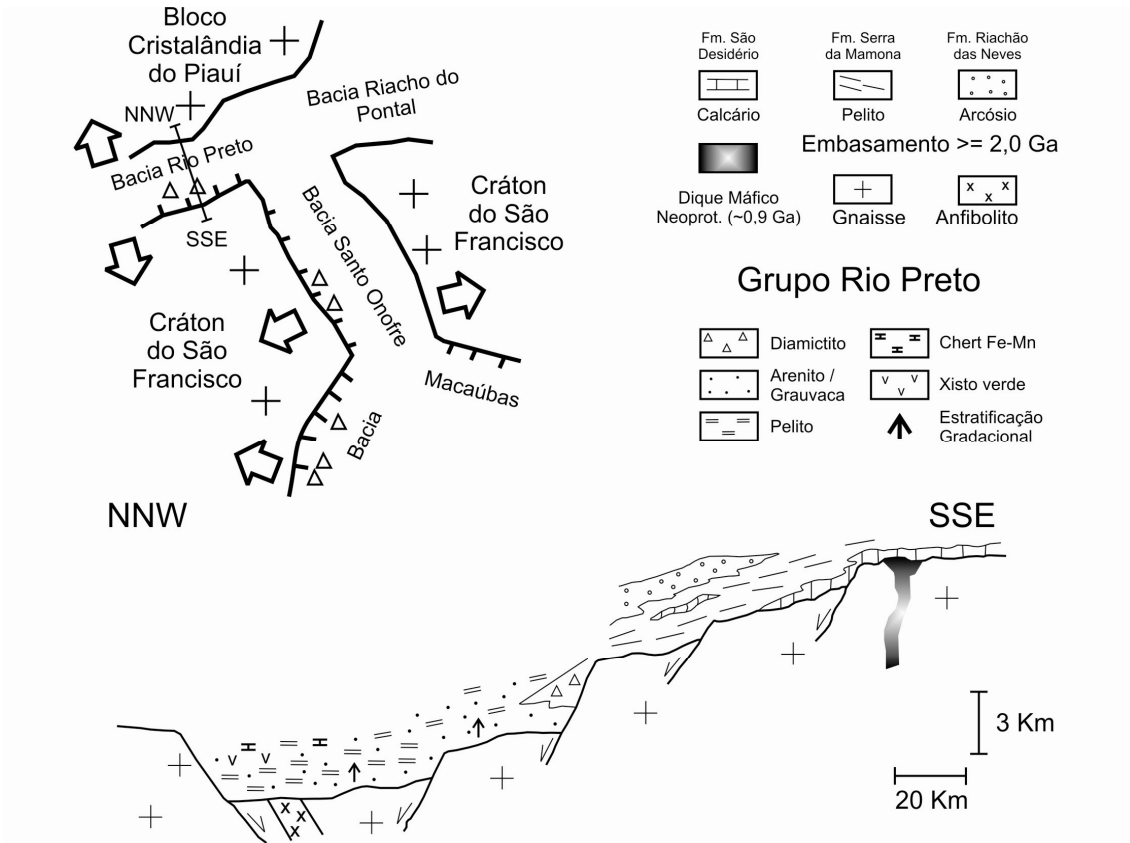 Bloco
Cristalândia
do Piauí
NNW
Bacia Riacho do
Pontal
Bacia Rio Preto
SSE
Cráton
do São
Francisco
Bacia Santo Onofre
Cráton
do São
Francisco
Macaúbas
Bacia
Fm. São
Desidério
Calcário
Fm. Serra
da Mamona
Pelito
Fm. Riachão
das Neves
Arcósio
Embasamento >= 2,0 Ga
Dique Máfico
Neoprot. (~0,9 Ga)
Gnaisse
x x
x
Anfibolito
Grupo Rio Preto
Diamictito
Chert Fe-Mn
Arenito /
Grauvaca
v v
v
Xisto verde
Pelito
Estratificação
Gradacional
NNW
SSE
v v
x
x
x
3 Km
20 Km